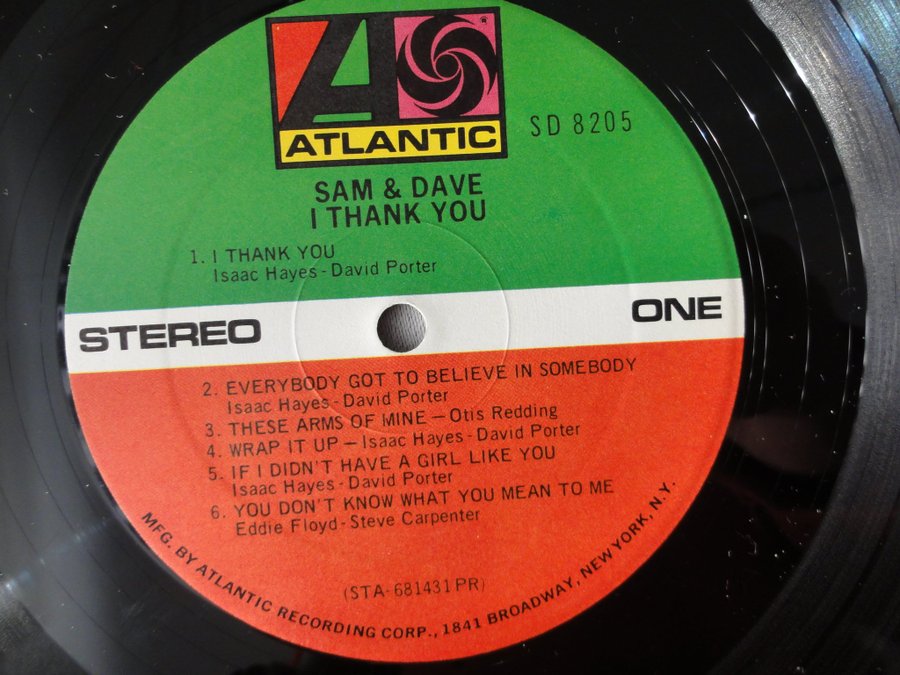 ATLANTIC
SD 8205
SAM & DAVE
I THANK YOU
1. I THANK YOU
Isaac Hayes - David Porter
STEREO
ONE
2. EVERYBODY GOT TO BELIEVE IN SOMEBODY
Isaac Hayes - David Porter
3. THESE ARMS OF MINE — Otis Redding
4. WRAP IT UP — Isaac Hayes - David Porter
5. IF I DIDN'T HAVE A GIRL LIKE YOU
Isaac Hayes - David Porter
6. YOU DON'T KNOW WHAT YOU MEAN TO ME
Eddie Floyd - Steve Carpenter
(STA-681431 PR)
MFG. BY ATLANTIC RECORDING CORP., 1841 BROADWAY, NEW YORK, N.Y.